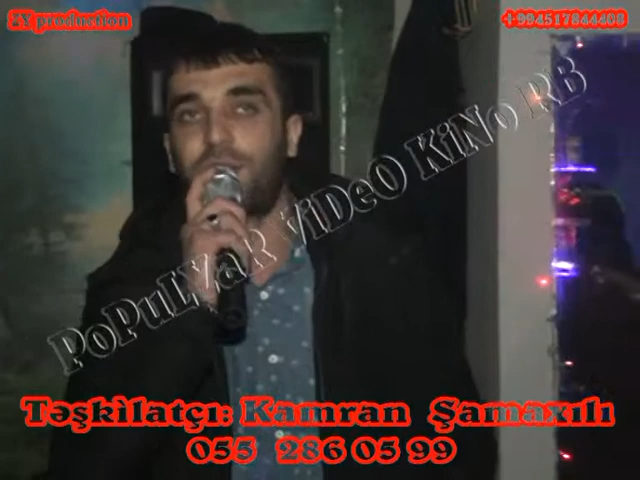 ZY production
+994517844408
PoPuLYaR ViDeO KiNo RB
Təşkilatçı: Kamran Şamaxılı
055 286 05 99